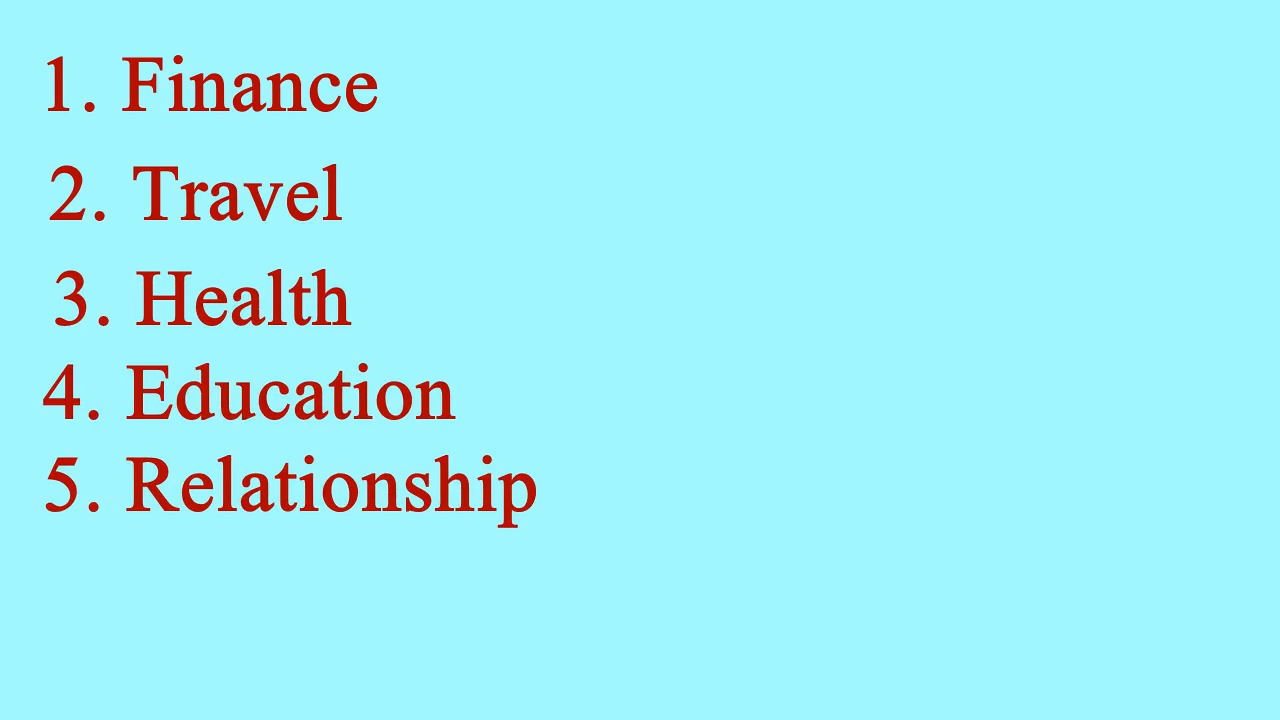 1. Finance
2. Travel
3. Health
4. Education
5. Relationship